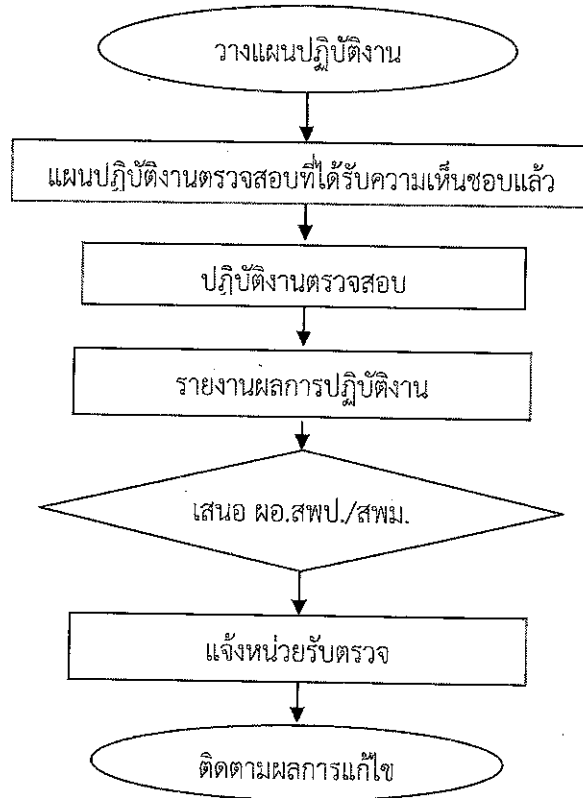 วางแผนปฏิบัติงาน
แผนปฏิบัติงานตรวจสอบที่ได้รับความเห็นชอบแล้ว
ปฏิบัติงานตรวจสอบ
รายงานผลการปฏิบัติงาน
เสนอ ผอ.สพป./สพม.
แจ้งหน่วยรับตรวจ
ติดตามผลการแก้ไข